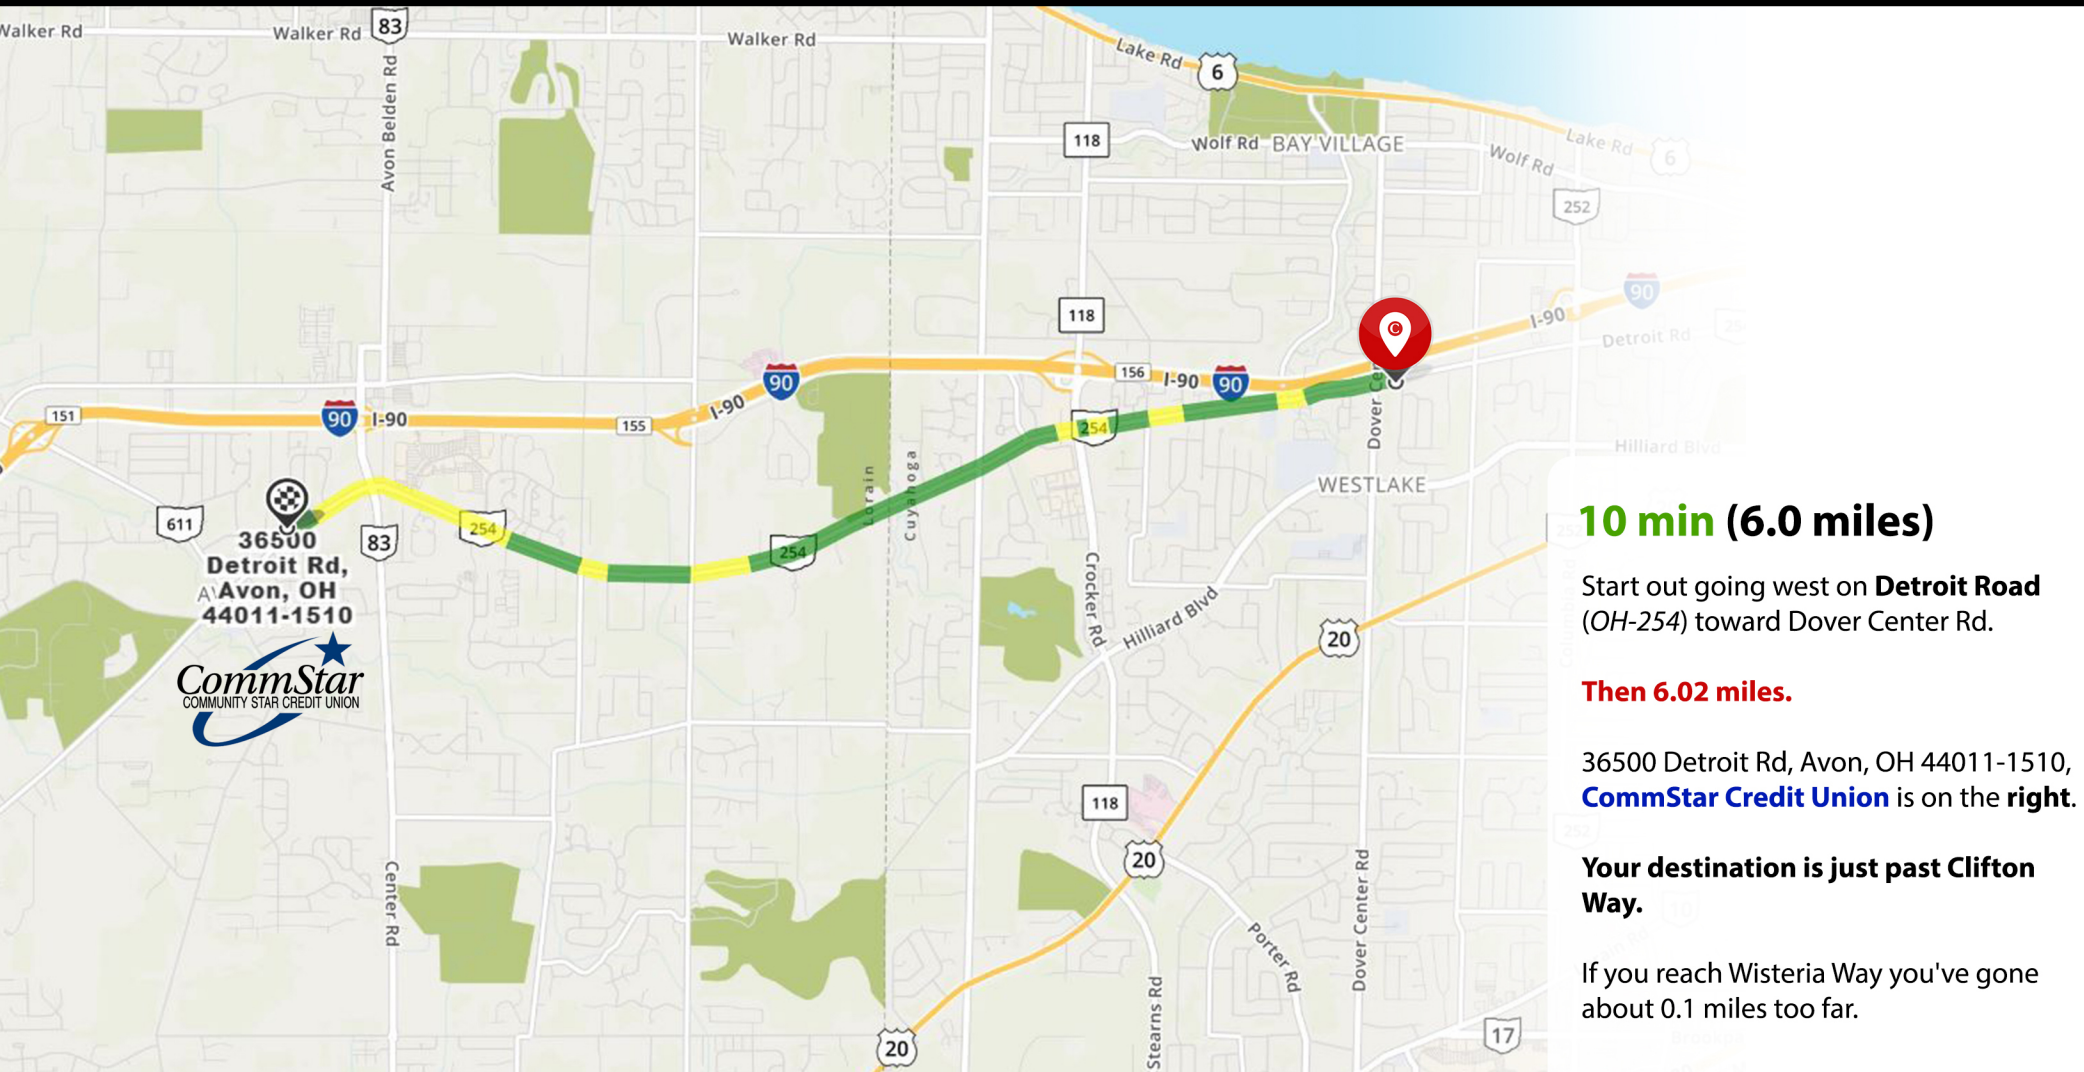 Walker Rd
Walker Rd
83
Walker Rd
Avon Belden Rd
Lake Rd
6
118
Wolf Rd
BAY VILLAGE
Wolf Rd
Lake Rd
6
252
118
90
I-90
Detroit Rd
C
90
I-90
156
I-90
90
151
90
I-90
155
254
Dover Cen
Hilliard Blvd
WESTLAKE
Lorain
Cuyahoga
611
83
254
254
36500
Detroit Rd,
Avon, OH
44011-1510
CommStar
COMMUNITY STAR CREDIT UNION
Crocker Rd
Hilliard Blvd
20
118
20
Center Rd
Porter Rd
Dover Center Rd
Stearns Rd
20
17
252
252
10
10 min (6.0 miles)
Start out going west on Detroit Road
(OH-254) toward Dover Center Rd.
Then 6.02 miles.
36500 Detroit Rd, Avon, OH 44011-1510,
CommStar Credit Union is on the right.
Your destination is just past Clifton
Way.
If you reach Wisteria Way you've gone
about 0.1 miles too far.